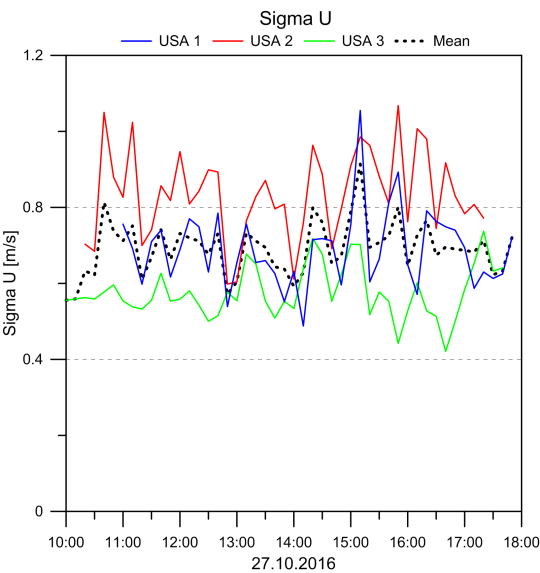 Sigma U
USA 1 USA 2 USA 3 Mean
1.2
0.8
0.4
0
Sigma U [m/s]
10:00 11:00 12:00 13:00 14:00 15:00 16:00 17:00 18:00
27.10.2016